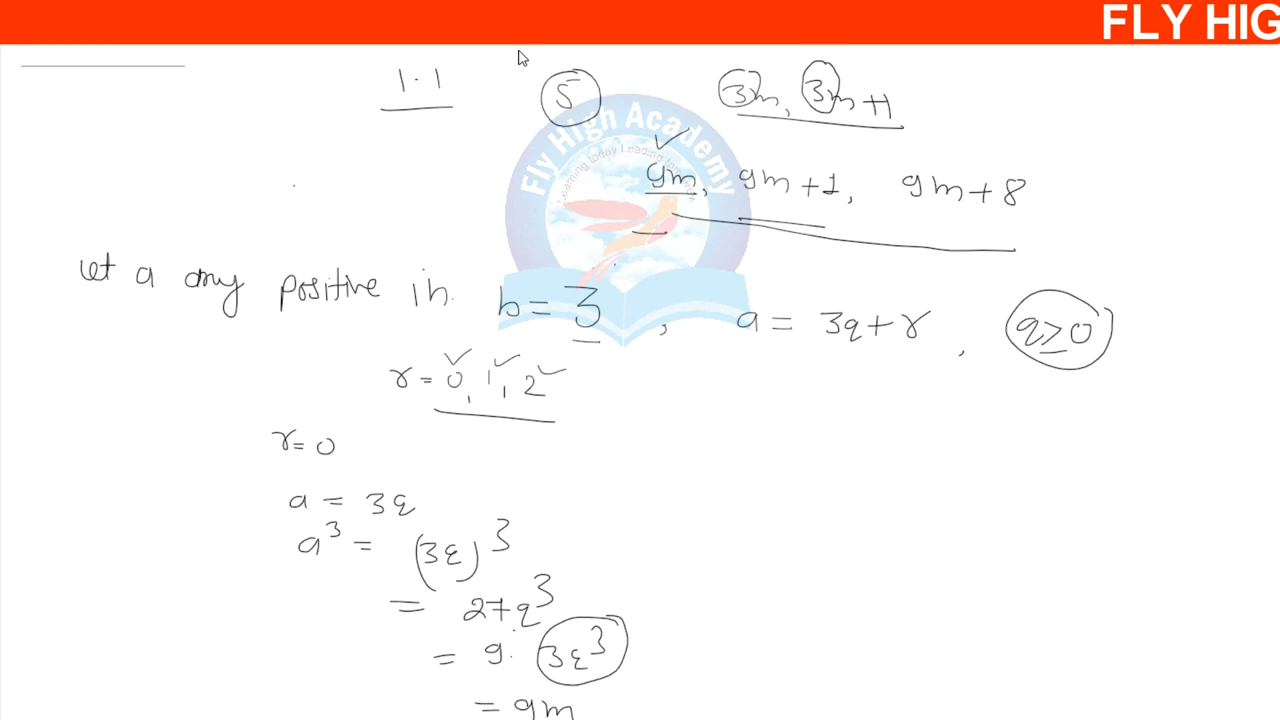 FLY HIG
1.1 5 3m, 3m+1
Fly High Academy
9m, 9m+1, 9m+8
Let a any positive in. b = 3, a = 3q+r, q≥0
r = 0, 1, 2
r = 0
a = 3q
a³ = (3q)³
= 27q³
= 9. 3q³
= 9m